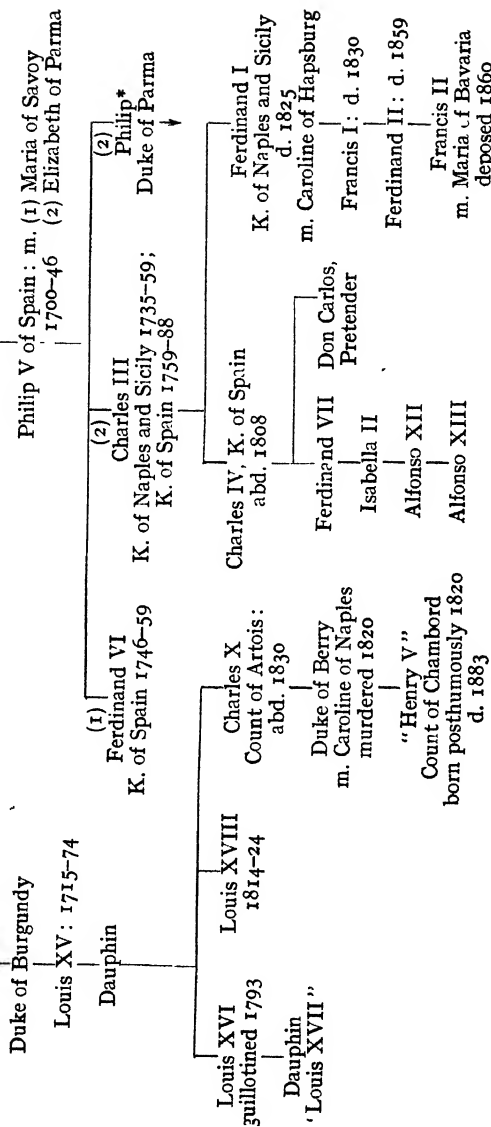 Philip V of Spain: m. (1) Maria of Savoy
1700–46 (2) Elizabeth of Parma
Duke of Burgundy
Louis XV: 1715–74
Dauphin
(1)
Ferdinand VI
K. of Spain 1746–59
(2)
Charles III
K. of Naples and Sicily 1735–59;
K. of Spain 1759–88
(2)
Philip*
Duke of Parma
Louis XVI
guillotined 1793
Dauphin
"Louis XVII"
Louis XVIII
1814–24
Charles X
Count of Artois:
abd. 1830
Duke of Berry
m. Caroline of Naples
murdered 1820
"Henry V"
Count of Chambord
born posthumously 1820
d. 1883
Charles IV, K. of Spain
abd. 1808
Ferdinand VII
Isabella II
Alfonso XII
Alfonso XIII
Don Carlos,
Pretender
Ferdinand I
K. of Naples and Sicily
d. 1825
m. Caroline of Hapsburg
Francis I: d. 1830
Ferdinand II: d. 1859
Francis II
m. Maria of Bavaria
deposed 1860